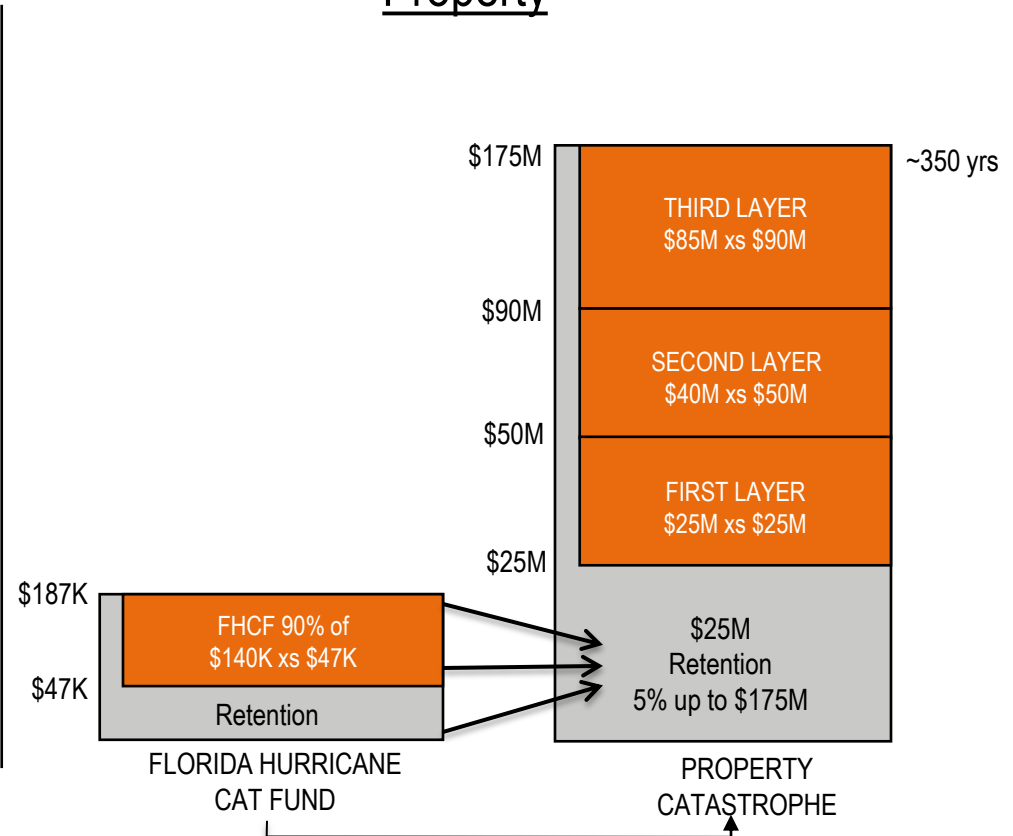 Property
$175M
~350 yrs
THIRD LAYER
$85M xs $90M
$90M
SECOND LAYER
$40M xs $50M
$50M
FIRST LAYER
$25M xs $25M
$25M
$187K
FHCF 90% of
$140K xs $47K
$47K
Retention
$25M
Retention
5% up to $175M
FLORIDA HURRICANE
CAT FUND
PROPERTY
CATASTROPHE